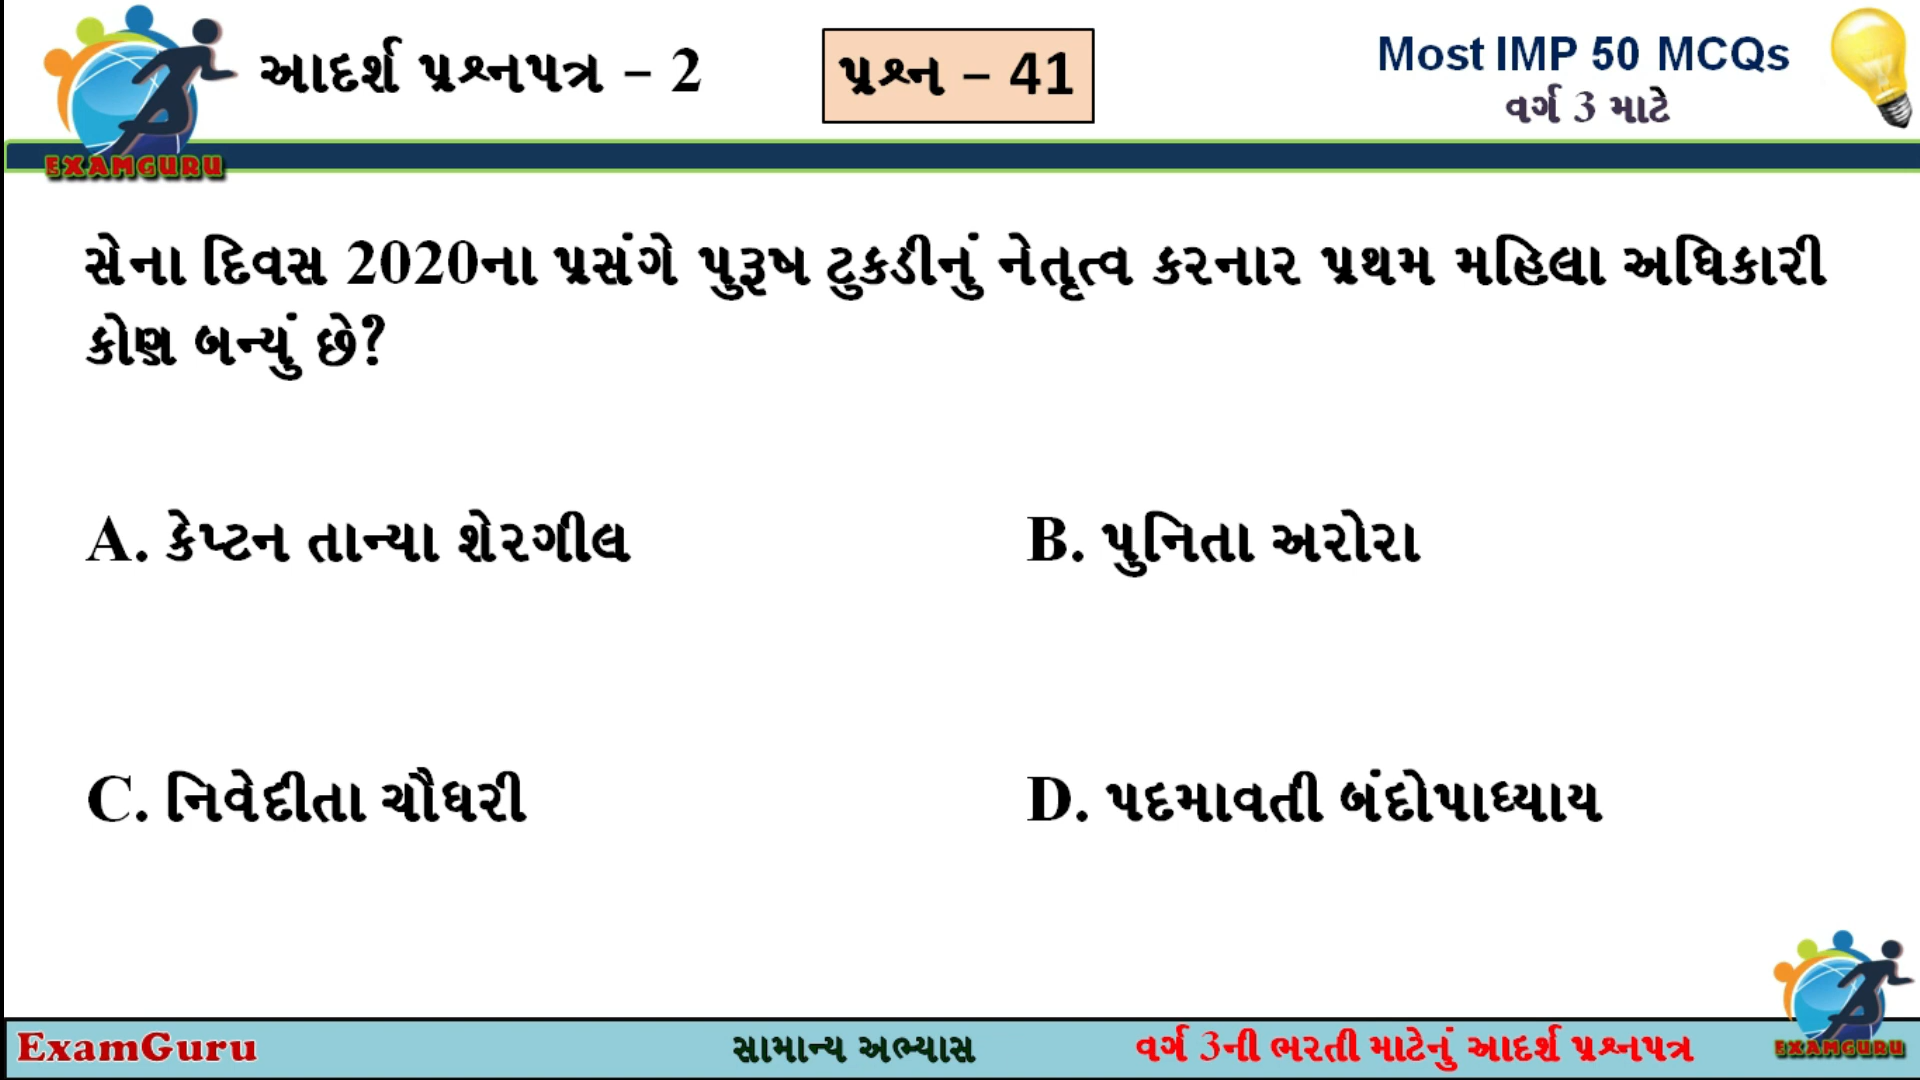 આદર્શ પ્રશ્નપત્ર – 2
પ્રશ્ન – 41
Most IMP 50 MCQs
વર્ગ 3 માટે
EXAMGURU
સેના દિવસ 2020ના પ્રસંગે પુરૂષ ટુકડીનું નેતૃત્વ કરનાર પ્રથમ મહિલા અધિકારી
કોણ બન્યું છે?
A. કેપ્ટન તાન્યા શેરગીલ
B. પુનિતા અરોરા
C. નિવેદીતા ચૌધરી
D. પદમાવતી બંદોપાધ્યાય
ExamGuru
સામાન્ય અભ્યાસ
વર્ગ 3ની ભરતી માટેનું આદર્શ પ્રશ્નપત્ર
EXAMGURU